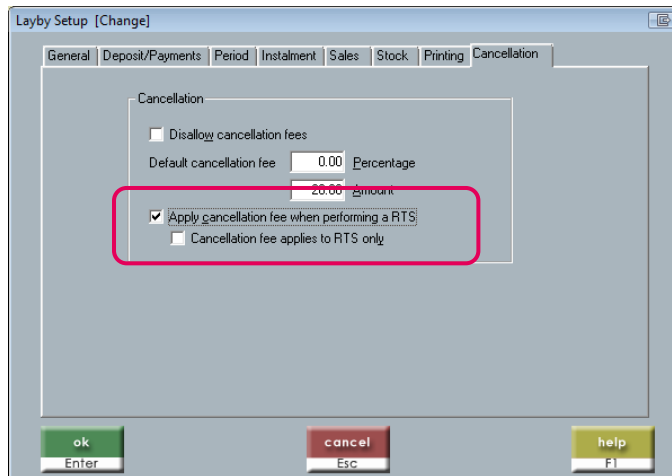 Layby Setup [Change]
General Deposit/Payments Period Instalment Sales Stock Printing Cancellation
Cancellation
Disallow cancellation fees
Default cancellation fee 0.00 Percentage
20.00 Amount
Apply cancellation fee when performing a RTS
Cancellation fee applies to RTS only
ok cancel help
Enter Esc F1